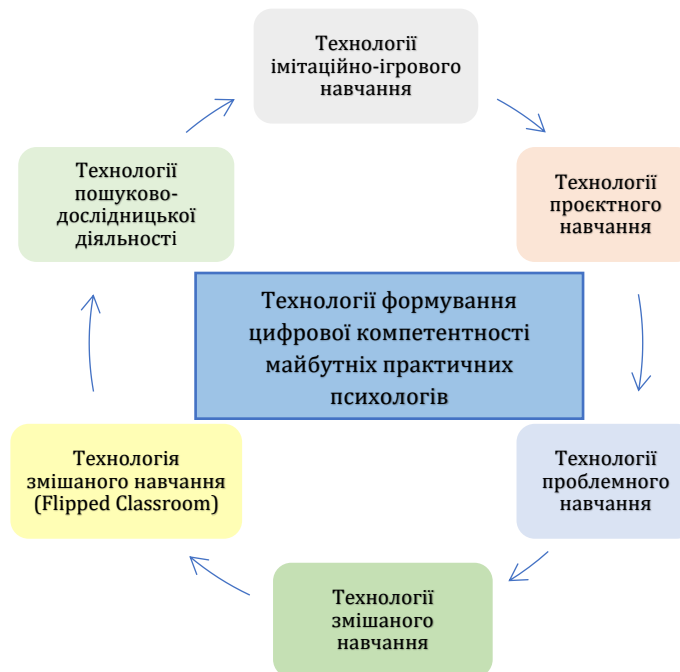 Технології
імітаційно-ігрового
навчання
Технології
пошуково-
дослідницької
діяльності
Технології
проєктного
навчання
Технології формування
цифрової компетентності
майбутніх практичних
психологів
Технологія
змішаного навчання
(Flipped Classroom)
Технології
проблемного
навчання
Технології
змішаного
навчання